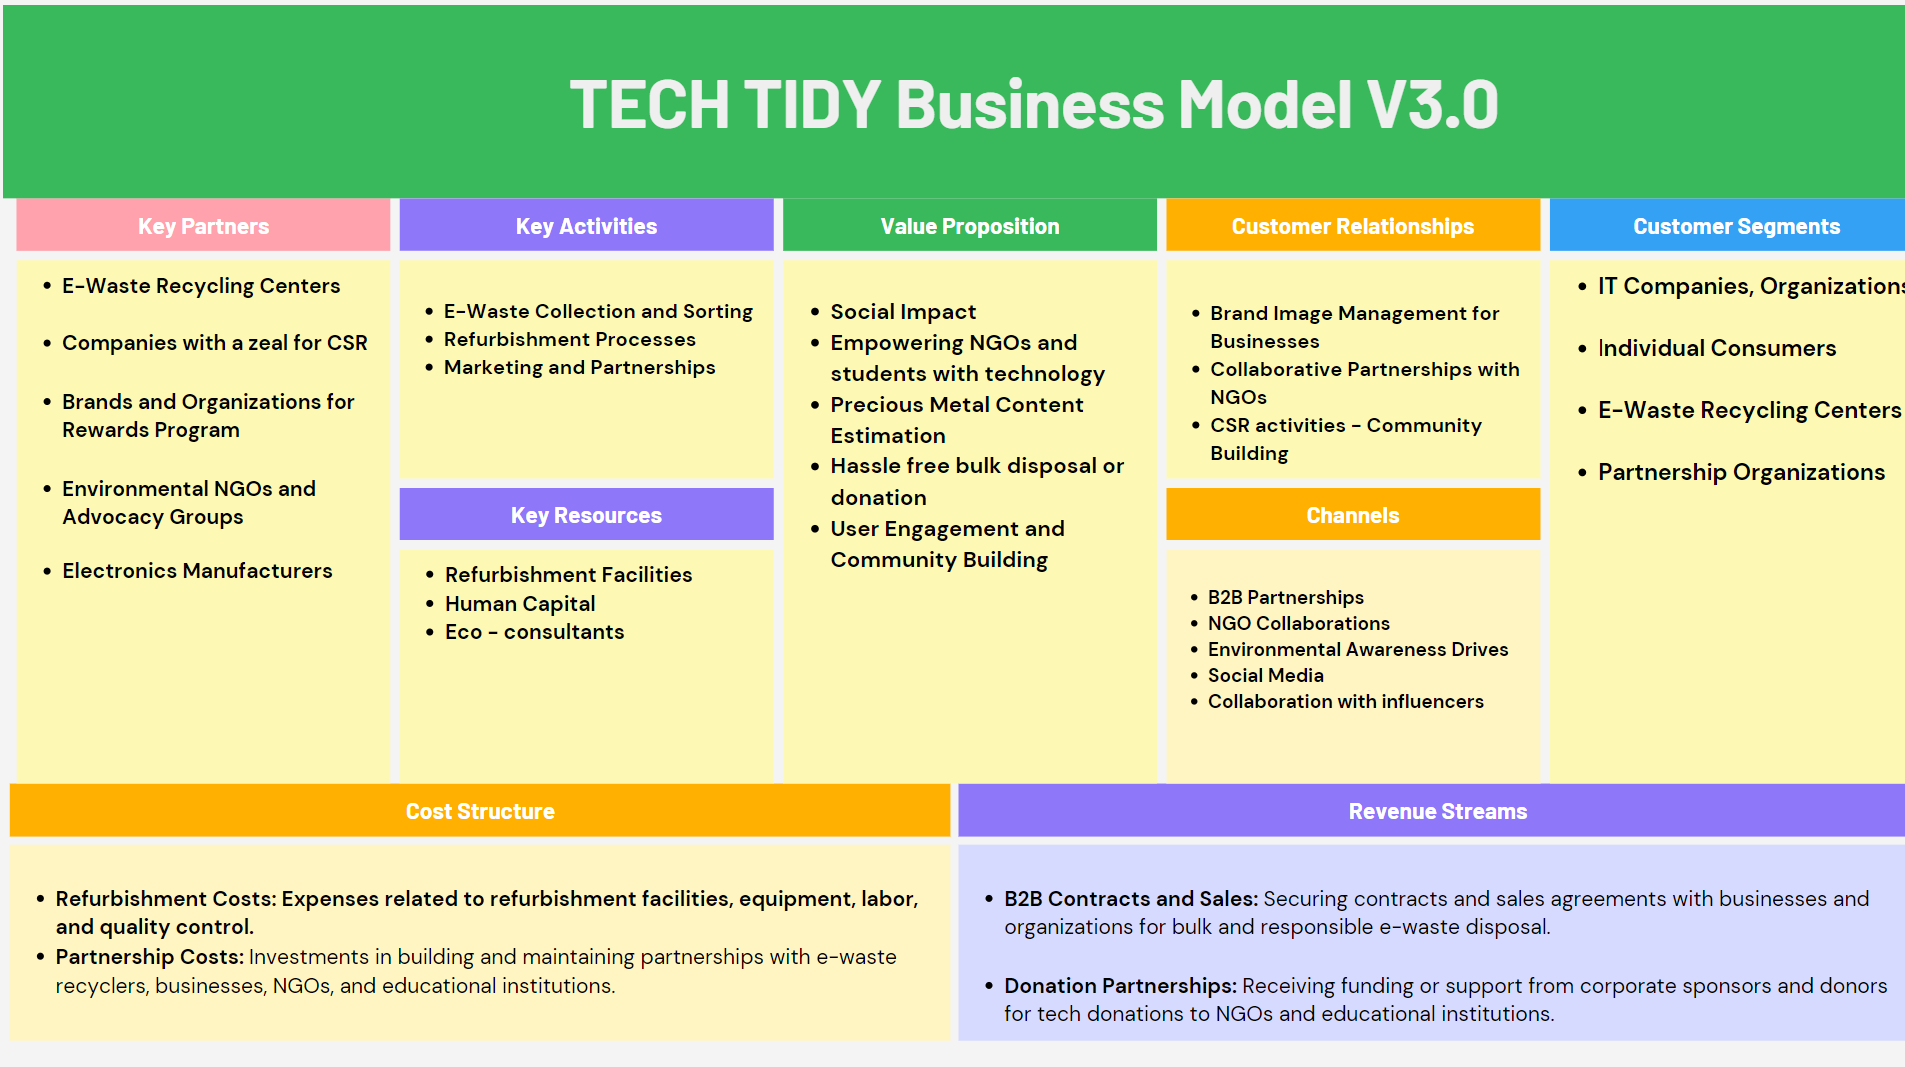 TECH TIDY Business Model V3.0
Key Partners
• E-Waste Recycling Centers
• Companies with a zeal for CSR
• Brands and Organizations for
Rewards Program
• Environmental NGOs and
Advocacy Groups
• Electronics Manufacturers
Key Activities
• E-Waste Collection and Sorting
• Refurbishment Processes
• Marketing and Partnerships
Key Resources
• Refurbishment Facilities
• Human Capital
• Eco - consultants
Value Proposition
• Social Impact
• Empowering NGOs and
students with technology
• Precious Metal Content
Estimation
• Hassle free bulk disposal or
donation
• User Engagement and
Community Building
Customer Relationships
• Brand Image Management for
Businesses
• Collaborative Partnerships with
NGOs
• CSR activities - Community
Building
Channels
• B2B Partnerships
• NGO Collaborations
• Environmental Awareness Drives
• Social Media
• Collaboration with influencers
Customer Segments
• IT Companies, Organizations
• Individual Consumers
• E-Waste Recycling Centers
• Partnership Organizations
Cost Structure
• Refurbishment Costs: Expenses related to refurbishment facilities, equipment, labor,
and quality control.
• Partnership Costs: Investments in building and maintaining partnerships with e-waste
recyclers, businesses, NGOs, and educational institutions.
Revenue Streams
• B2B Contracts and Sales: Securing contracts and sales agreements with businesses and
organizations for bulk and responsible e-waste disposal.
• Donation Partnerships: Receiving funding or support from corporate sponsors and donors
for tech donations to NGOs and educational institutions.